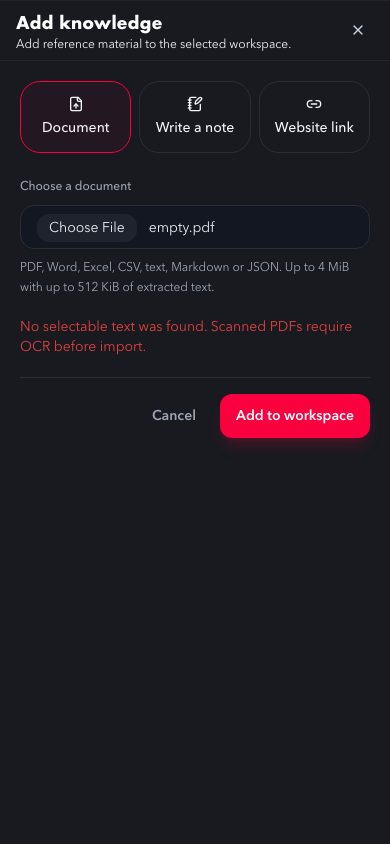 Add knowledge
Add reference material to the selected workspace.
Document
Write a note
Website link
Choose a document
Choose File empty.pdf
PDF, Word, Excel, CSV, text, Markdown or JSON. Up to 4 MiB
with up to 512 KiB of extracted text.
No selectable text was found. Scanned PDFs require
OCR before import.
Cancel
Add to workspace